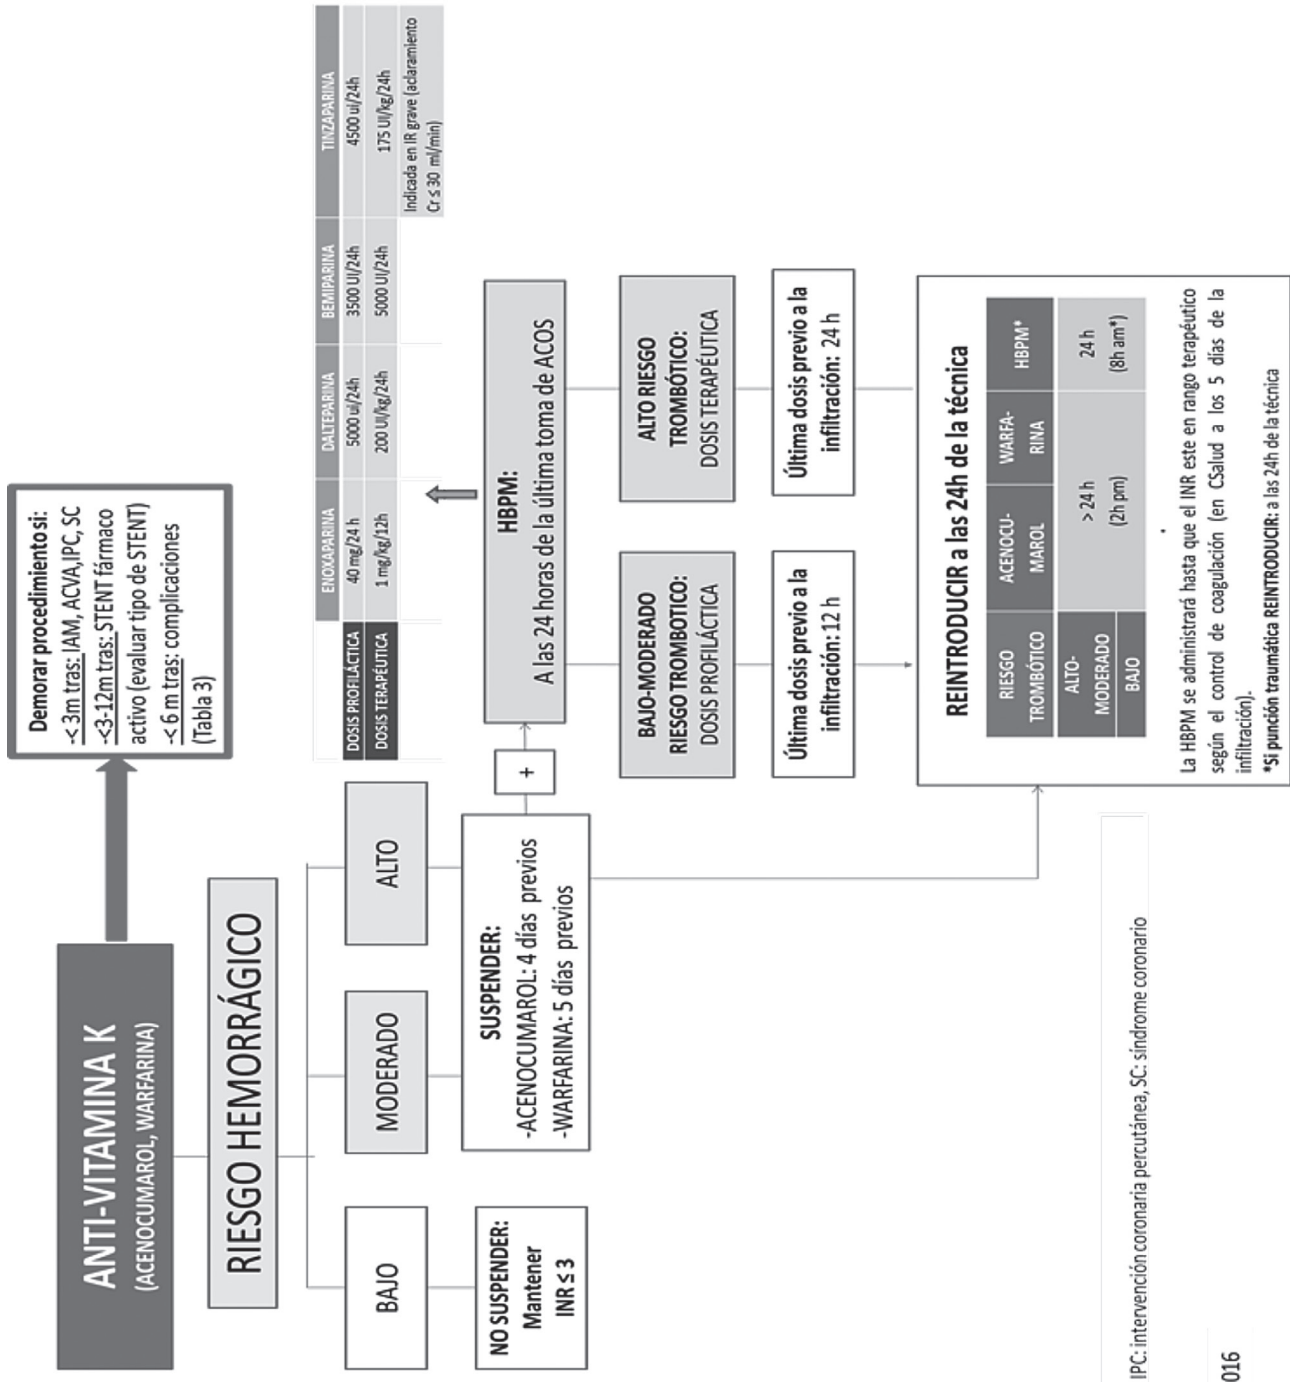 ANTI-VITAMINA K
(ACENOCUMAROL, WARFARINA)
Demorar procedimiento si:
-< 3m tras: IAM, ACVA,IPC, SC
-<3-12m tras: STENT fármaco
activo (evaluar tipo de STENT)
-< 6 m tras: complicaciones
(Tabla 3)
RIESGO HEMORRÁGICO
BAJO
MODERADO
ALTO
NO SUSPENDER:
Mantener
INR ≤ 3
SUSPENDER:
-ACENOCUMAROL: 4 días previos
-WARFARINA: 5 días previos
+
ENOXAPARINA DALTEPARINA BEMIPARINA TINZAPARINA
DOSIS PROFILÁCTICA 40 mg/24 h 5000 ui/24h 3500 UI/24h 4500 ui/24h
DOSIS TERAPÉUTICA 1 mg/kg/12h 200 UI/kg/24h 5000 UI/24h 175 UI/kg/24h
Indicada en IR grave (aclaramiento
Cr ≤ 30 ml/min)
HBPM:
A las 24 horas de la última toma de ACOS
BAJO-MODERADO
RIESGO TROMBOTICO:
DOSIS PROFILÁCTICA
ALTO RIESGO
TROMBÓTICO:
DOSIS TERAPÉUTICA
Última dosis previo a la
infiltración: 12 h
Última dosis previo a la
infiltración: 24 h
REINTRODUCIR a las 24h de la técnica
RIESGO
TROMBÓTICO
ACENOCU-
MAROL
WARFA-
RINA
HBPM*
ALTO-
MODERADO
BAJO
> 24 h
(2h pm)
24 h
(8h am*)
La HBPM se administrará hasta que el INR este en rango terapéutico
según el control de coagulación (en CSalud a los 5 días de la
infiltración).
*Si punción traumática REINTRODUCIR: a las 24h de la técnica
IPC: intervención coronaria percutánea, SC: síndrome coronario
016